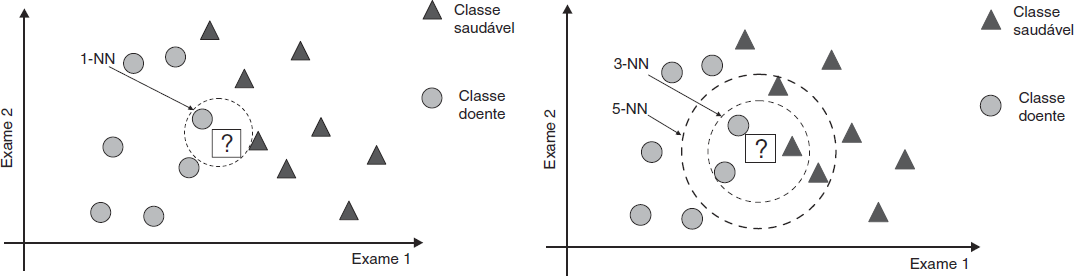 Classe
saudável
1-NN
Classe
doente
?
Exame 2
Exame 1
Classe
saudável
3-NN
5-NN
Classe
doente
?
Exame 2
Exame 1